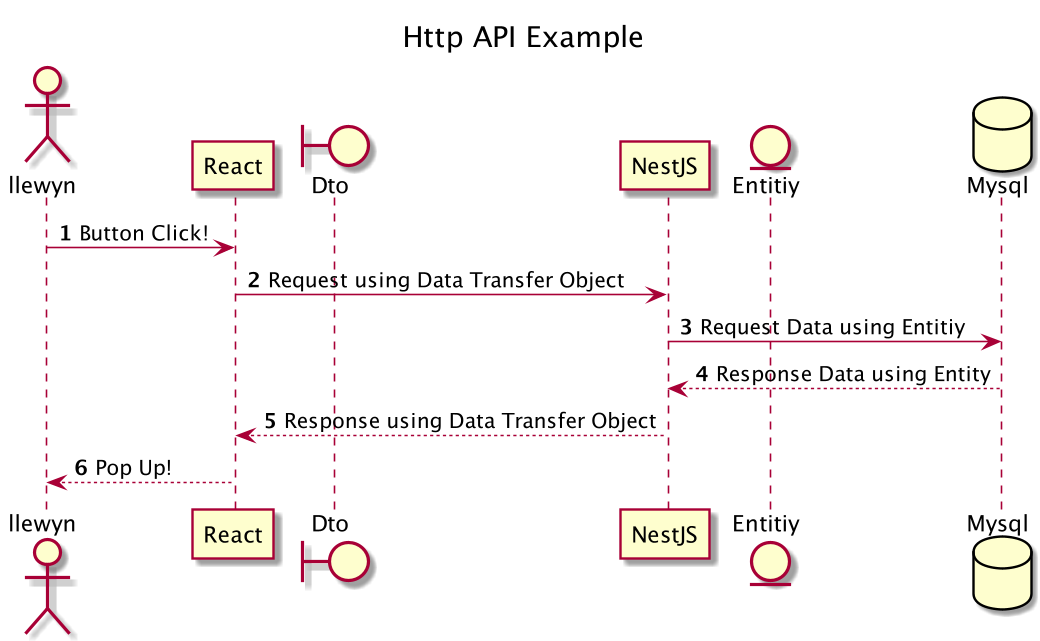 Http API Example
llewyn
React
Dto
NestJS
Entitiy
Mysql
1 Button Click!
2 Request using Data Transfer Object
3 Request Data using Entitiy
4 Response Data using Entity
5 Response using Data Transfer Object
6 Pop Up!
llewyn
React
Dto
NestJS
Entitiy
Mysql